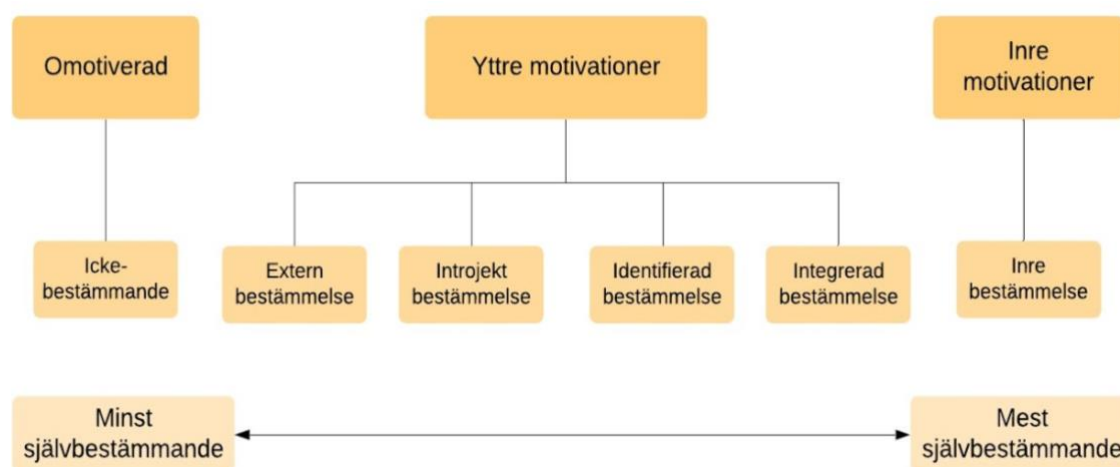 Omotiverad
Yttre motivationer
Inre
motivationer
Icke-
bestämmande
Extern
bestämmelse
Introjekt
bestämmelse
Identifierad
bestämmelse
Integrerad
bestämmelse
Inre
bestämmelse
Minst
självbestämmande
Mest
självbestämmande